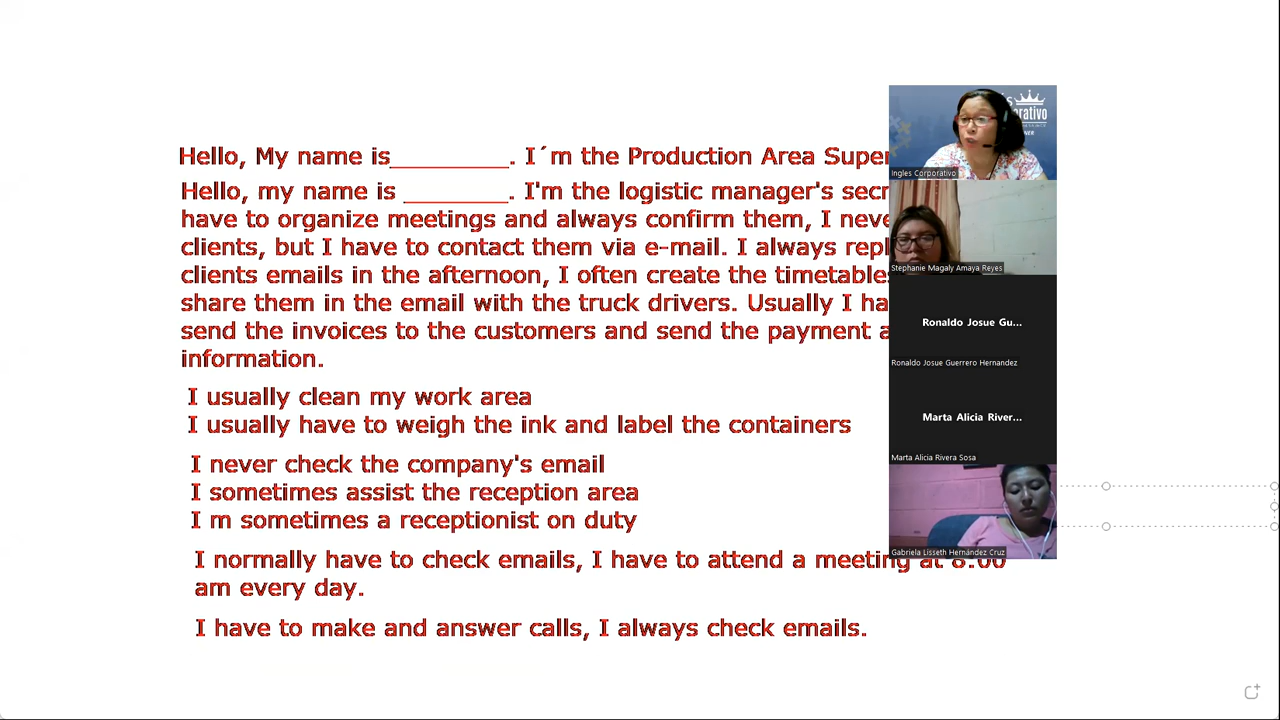 Hello, My name is_________. I´m the Production Area Super
Hello, my name is ________. I'm the logistic manager's secr
have to organize meetings and always confirm them, I neve
clients, but I have to contact them via e-mail. I always repl
clients emails in the afternoon, I often create the timetables
share them in the email with the truck drivers. Usually I ha
send the invoices to the customers and send the payment a
information.
I usually clean my work area
I usually have to weigh the ink and label the containers
I never check the company's email
I sometimes assist the reception area
I m sometimes a receptionist on duty
I normally have to check emails, I have to attend a meeting at 8:00
am every day.
I have to make and answer calls, I always check emails.
Ingles Corporativo
Stephanie Magaly Amaya Reyes
Ronaldo Josue Gu...
Ronaldo Josue Guerrero Hernandez
Marta Alicia River...
Marta Alicia Rivera Sosa
Gabriela Lisseth Hernández Cruz